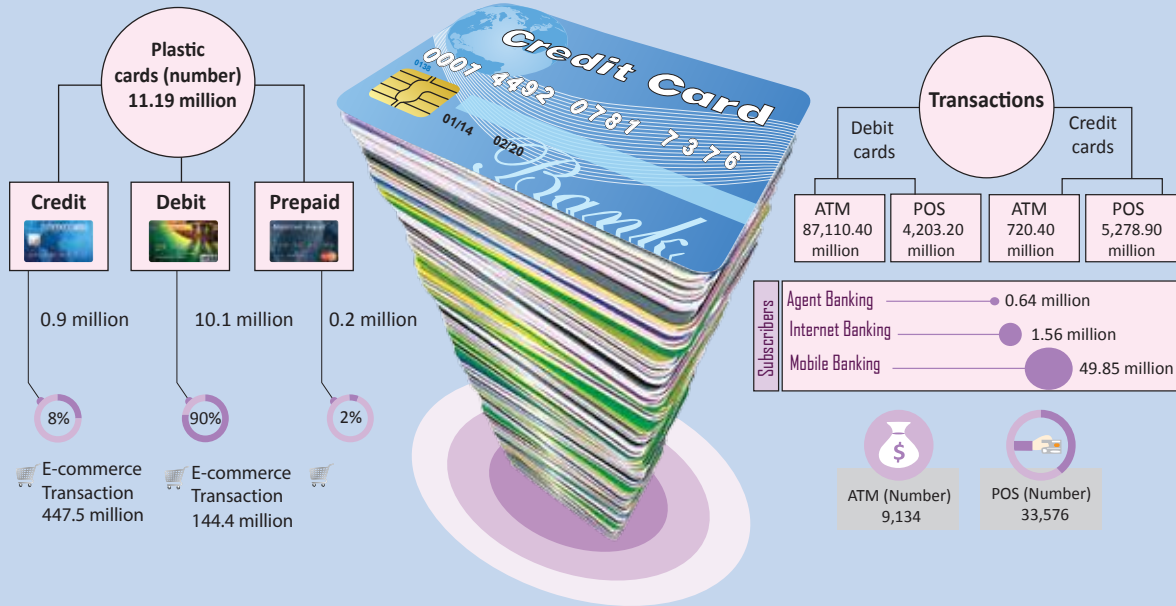 Plastic
cards (number)
11.19 million
Credit
Debit
Prepaid
0.9 million
10.1 million
0.2 million
8%
90%
2%
E-commerce
Transaction
447.5 million
E-commerce
Transaction
144.4 million
Credit Card
0138
0007 4492 0781 7376
01/14
02/20
Bank
Transactions
Debit
cards
Credit
cards
ATM
87,110.40
million
POS
4,203.20
million
ATM
720.40
million
POS
5,278.90
million
Subscribers
Agent Banking
0.64 million
Internet Banking
1.56 million
Mobile Banking
49.85 million
$
ATM (Number)
9,134
POS (Number)
33,576